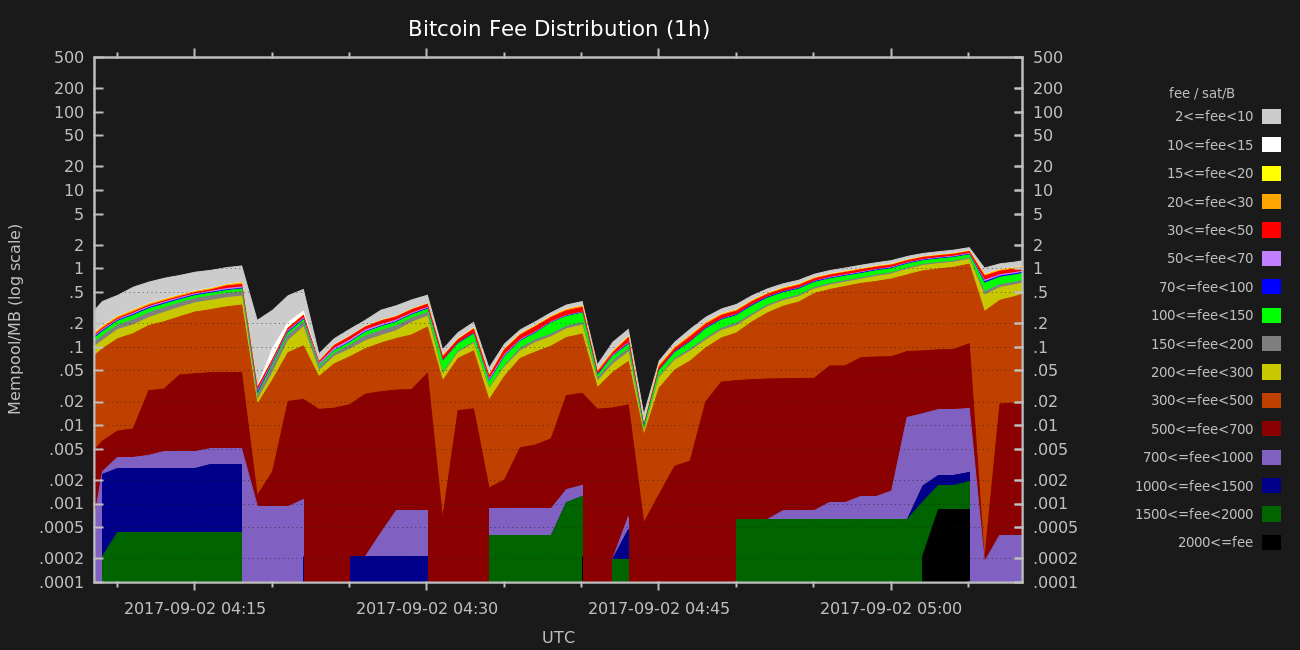 Bitcoin Fee Distribution (1h)
500
200
100
50
20
10
5
2
1
.5
.2
.1
.05
.02
.01
.005
.002
.001
.0005
.0002
.0001
Mempool/MB (log scale)
500
200
100
50
20
10
5
2
1
.5
.2
.1
.05
.02
.01
.005
.002
.001
.0005
.0002
.0001
2017-09-02 04:15
2017-09-02 04:30
2017-09-02 04:45
2017-09-02 05:00
UTC
fee / sat/B
2<=fee<10
10<=fee<15
15<=fee<20
20<=fee<30
30<=fee<50
50<=fee<70
70<=fee<100
100<=fee<150
150<=fee<200
200<=fee<300
300<=fee<500
500<=fee<700
700<=fee<1000
1000<=fee<1500
1500<=fee<2000
2000<=fee